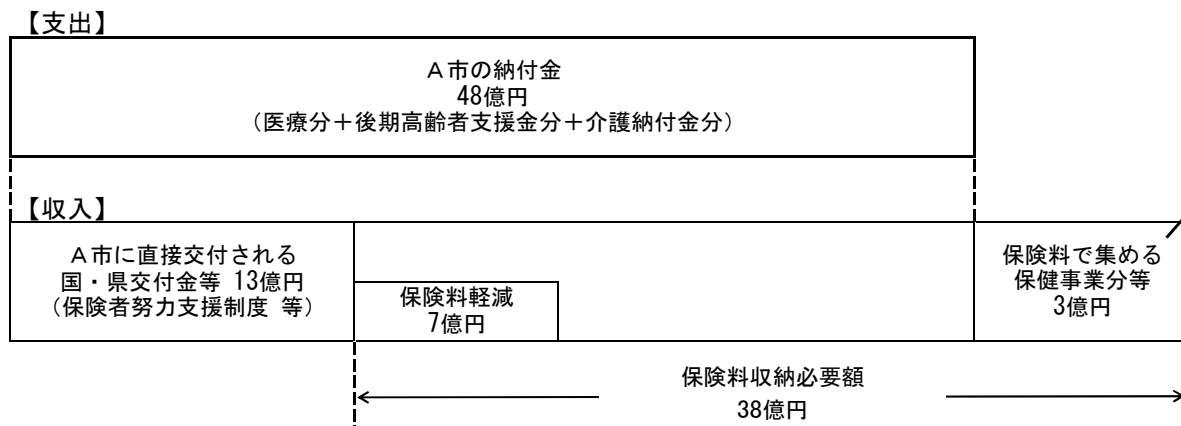 【支出】
A市の納付金
48億円
(医療分+後期高齢者支援金分+介護納付金分)
【収入】
A市に直接交付される
国・県交付金等 13億円
(保険者努力支援制度 等)
保険料軽減
7億円
保険料で集める
保健事業分等
3億円
保険料収納必要額
38億円